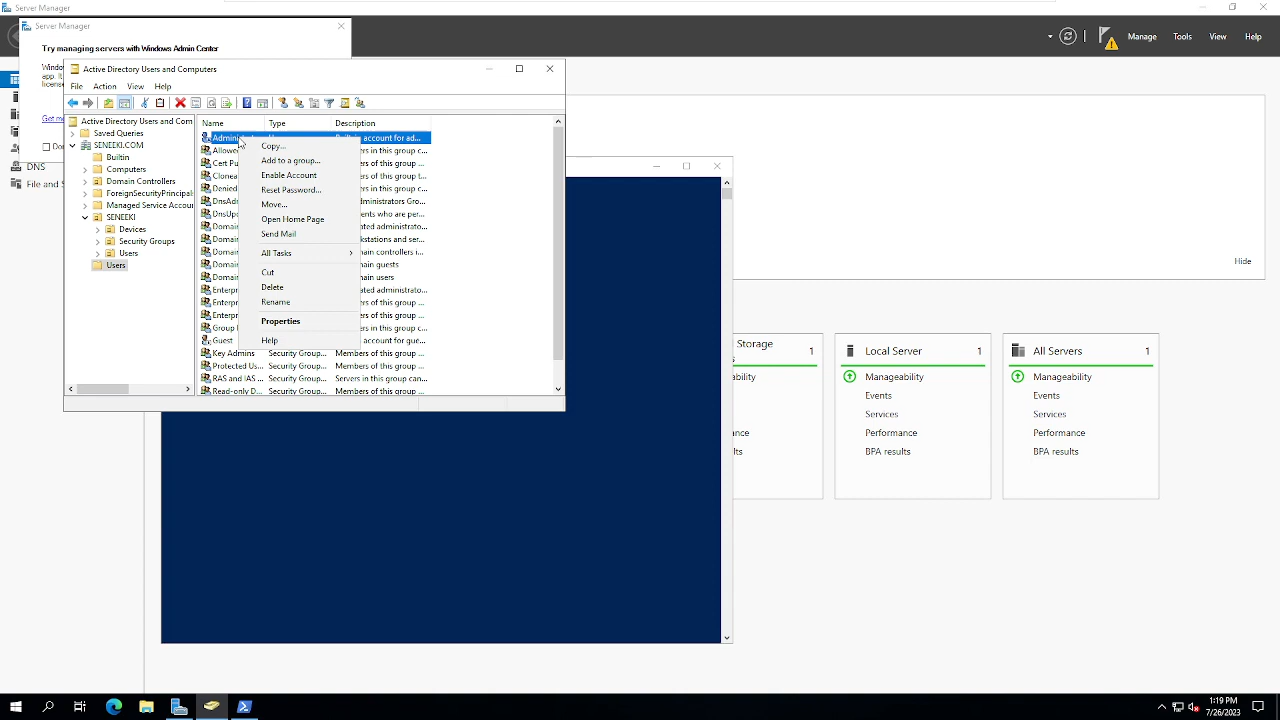 Server Manager
Server Manager
Try managing servers with Windows Admin Center
Manage
Tools
View
Help
Active Directory Users and Computers
File
Action
View
Help
Active Directory Users and Com
Saved Queries
SENEEKI.COM
Builtin
Computers
Domain Controllers
ForeignSecurityPrincipals
Managed Service Accou
SENEEKI
Devices
Security Groups
Users
Users
DNS
File and S
Name
Type
Description
account for ad...
Copy...
Add to a group...
Enable Account
Reset Password...
Move...
Open Home Page
Send Mail
All Tasks
Cut
Delete
Rename
Properties
Help
Guest
Key Admins
Security Group...
Members of this group ...
Protected Us...
Security Group...
Members of this group ...
RAS and IAS ...
Security Group...
Servers in this group can...
Read-only D...
Security Group...
Members of this group ...
Hide
Storage
1
Local Server
1
Manageability
Events
Services
Performance
BPA results
All Servers
1
Manageability
Events
Services
Performance
BPA results
1:19 PM
7/26/2023